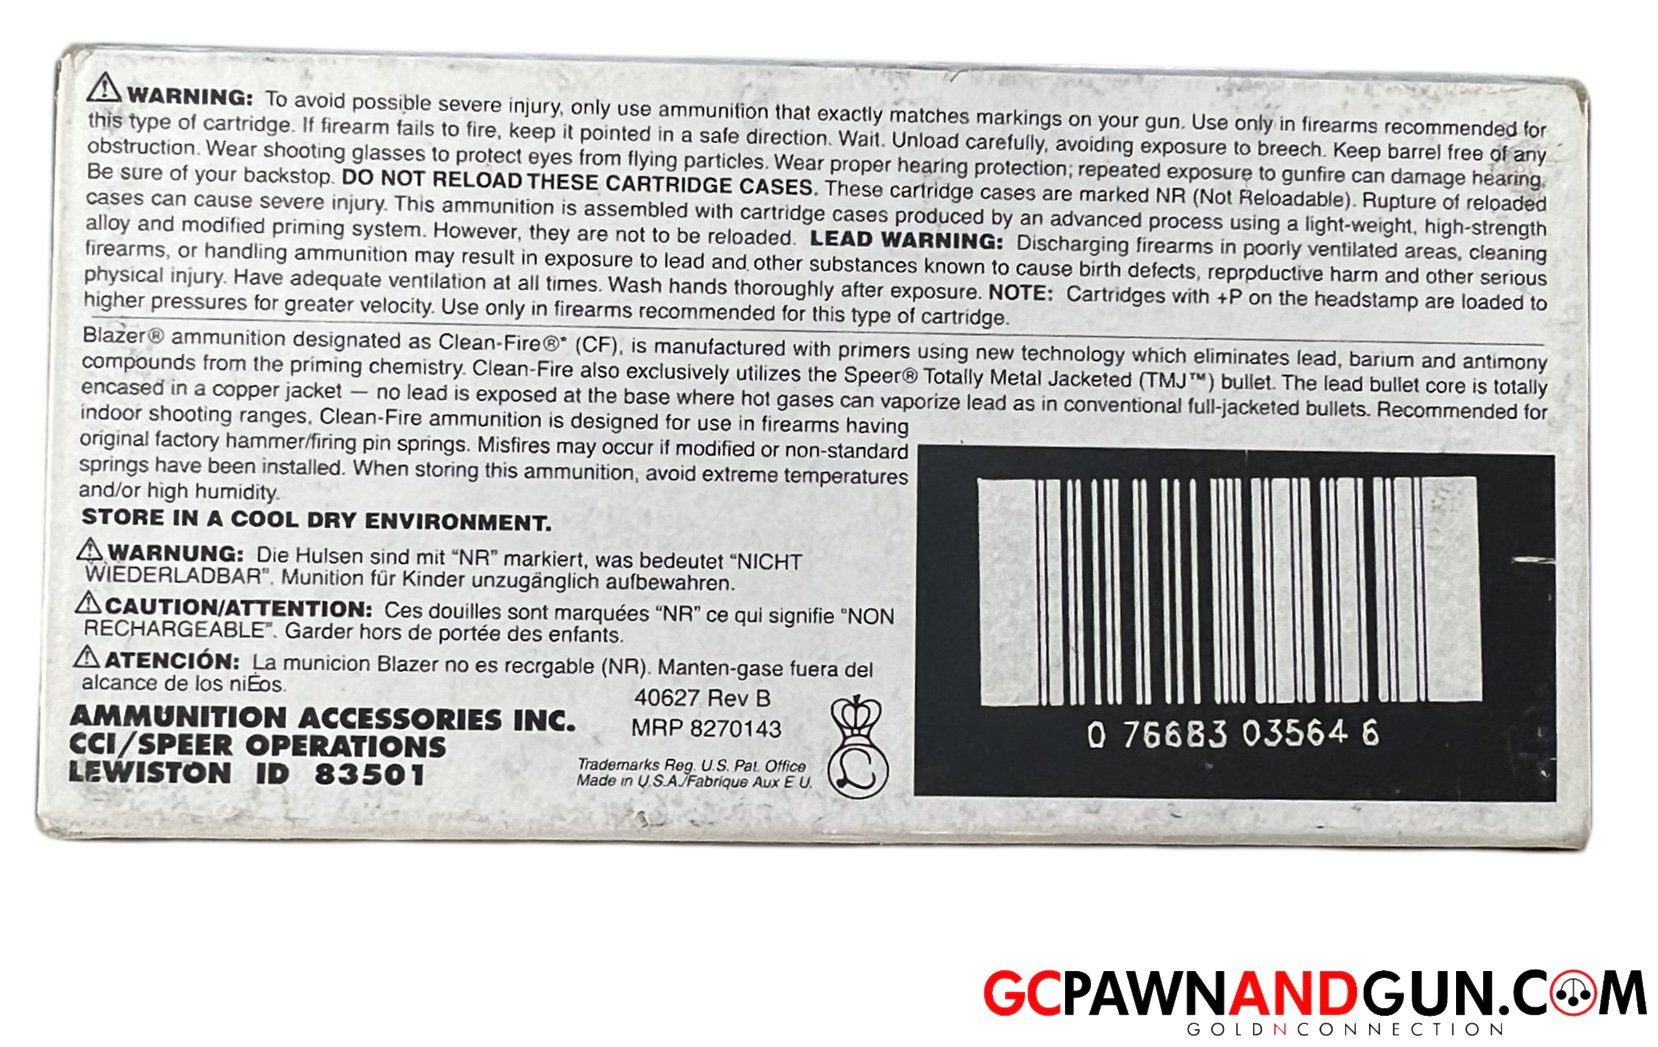 ⚠ WARNING: To avoid possible severe injury, only use ammunition that exactly matches markings on your gun. Use only in firearms recommended for
this type of cartridge. If firearm fails to fire, keep it pointed in a safe direction. Wait. Unload carefully, avoiding exposure to breech. Keep barrel free of any
obstruction. Wear shooting glasses to protect eyes from flying particles. Wear proper hearing protection; repeated exposure to gunfire can damage hearing.
Be sure of your backstop. DO NOT RELOAD THESE CARTRIDGE CASES. These cartridge cases are marked NR (Not Reloadable). Rupture of reloaded
cases can cause severe injury. This ammunition is assembled with cartridge cases produced by an advanced process using a light-weight, high-strength
alloy and modified priming system. However, they are not to be reloaded. LEAD WARNING: Discharging firearms in poorly ventilated areas, cleaning
firearms, or handling ammunition may result in exposure to lead and other substances known to cause birth defects, reproductive harm and other serious
physical injury. Have adequate ventilation at all times. Wash hands thoroughly after exposure. NOTE: Cartridges with +P on the headstamp are loaded to
higher pressures for greater velocity. Use only in firearms recommended for this type of cartridge.
Blazer® ammunition designated as Clean-Fire®* (CF), is manufactured with primers using new technology which eliminates lead, barium and antimony
compounds from the priming chemistry. Clean-Fire also exclusively utilizes the Speer® Totally Metal Jacketed (TMJ™) bullet. The lead bullet core is totally
encased in a copper jacket — no lead is exposed at the base where hot gases can vaporize lead as in conventional full-jacketed bullets. Recommended for
indoor shooting ranges, Clean-Fire ammunition is designed for use in firearms having
original factory hammer/firing pin springs. Misfires may occur if modified or non-standard
springs have been installed. When storing this ammunition, avoid extreme temperatures
and/or high humidity.
STORE IN A COOL DRY ENVIRONMENT.
⚠ WARNUNG: Die Hulsen sind mit “NR” markiert, was bedeutet “NICHT
WIEDERLADBAR”. Munition für Kinder unzugänglich aufbewahren.
⚠ CAUTION/ATTENTION: Ces douilles sont marquées “NR” ce qui signifie “NON
RECHARGEABLE”. Garder hors de portée des enfants.
⚠ ATENCIÓN: La municion Blazer no es recrgable (NR). Manten-gase fuera del
alcance de los niEos.
40627 Rev B
MRP 8270143
AMMUNITION ACCESSORIES INC.
CCI/SPEER OPERATIONS
LEWISTON ID 83501
Trademarks Reg. U.S. Pat. Office
Made in U.S.A./Fabrique Aux E U.
L
0 76683 03564 6
GCPAWNANDGUN.COM
GOLDNCONNECTION